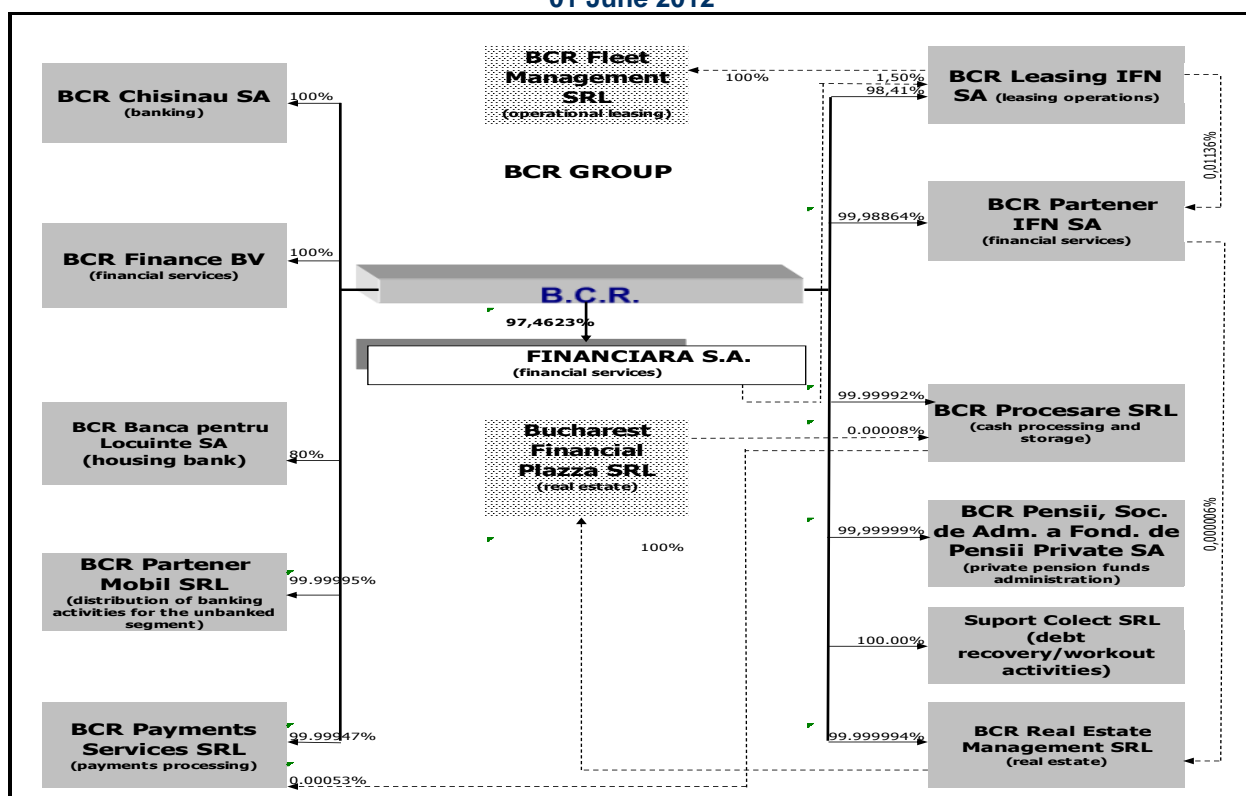 01 June 2012
BCR Chisinau SA
(banking)
100%
BCR Finance BV
(financial services)
100%
BCR Banca pentru
Locuinte SA
(housing bank)
80%
BCR Partener
Mobil SRL
(distribution of banking
activities for the unbanked
segment)
99.99995%
BCR Payments
Services SRL
(payments processing)
99.99947%
0.00053%
BCR Fleet
Management
SRL
(operational leasing)
100%
BCR GROUP
B.C.R.
97,4623%
FINANCIARA S.A.
(financial services)
Bucharest
Financial
Plazza SRL
(real estate)
100%
1,50%
98,41%
BCR Leasing IFN
SA (leasing operations)
0,01136%
99,98864%
BCR Partener
IFN SA
(financial services)
99.99992%
0.00008%
BCR Procesare SRL
(cash processing and
storage)
0,000006%
99,99999%
BCR Pensii, Soc.
de Adm. a Fond. de
Pensii Private SA
(private pension funds
administration)
100.00%
Suport Colect SRL
(debt
recovery/workout
activities)
99.999994%
BCR Real Estate
Management SRL
(real estate)